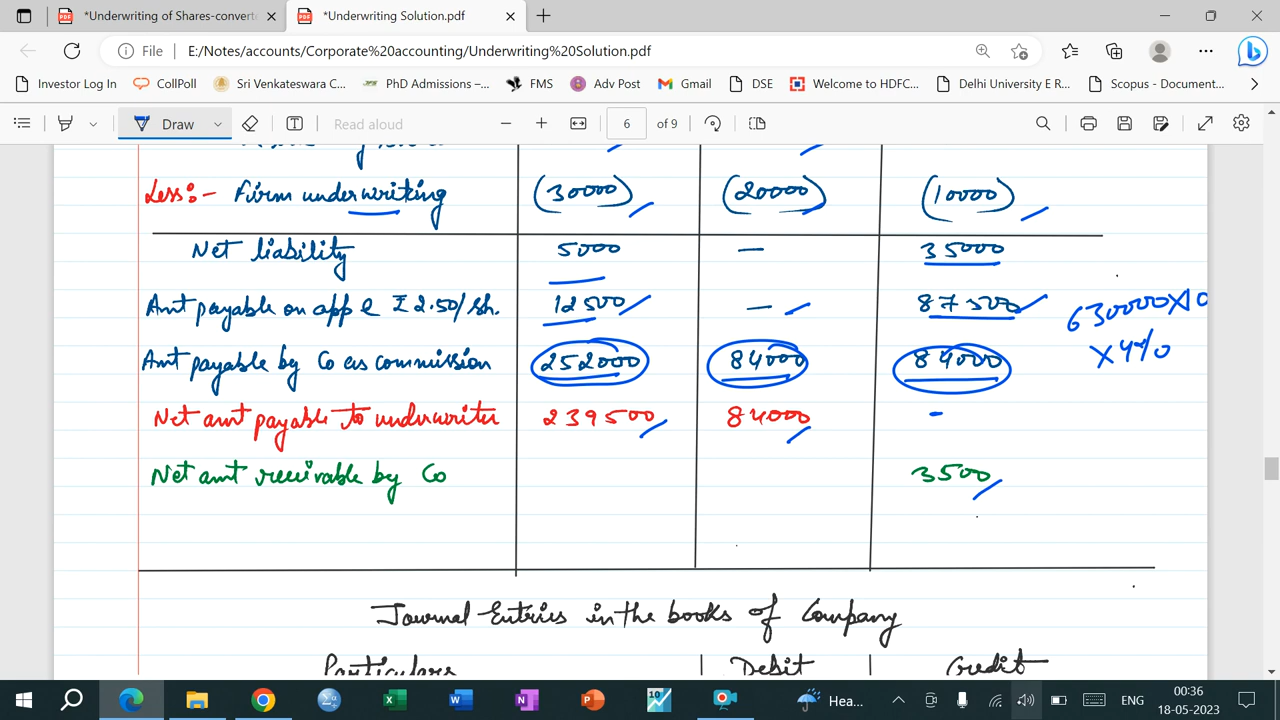 *Underwriting of Shares-convert
*Underwriting Solution.pdf
File E:/Notes/accounts/Corporate%20accounting/Underwriting%20Solution.pdf
Investor Log In CollPoll Sri Venkateswara C... PhD Admissions –... FMS Adv Post Gmail DSE Welcome to HDFC... Delhi University E R... Scopus - Document...
Draw Read aloud 6 of 9
Less:- Firm underwriting (30000) (20000) (10000)
Net liability 5000 — 35000
Amt payable on app @ ₹ 2.50/sh. 12500 — 87500
630000X10
X4%
Amt payable by Co as commission 252000 84000 84000
Net amt payable to underwriter 239500 84000 -
Net amt receivable by Co 3500
Journal Entries in the books of Company
Particulars Debit Credit
Hea...
ENG
00:36
18-05-2023